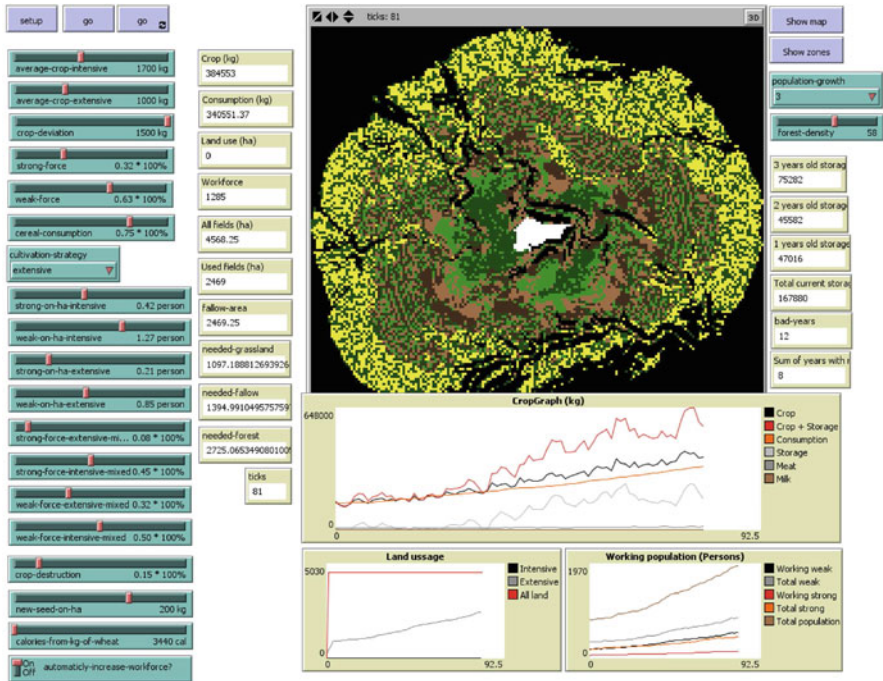 setup
go
go
average-crop-intensive 1700 kg
average-crop-extensive 1000 kg
crop-deviation 1500 kg
strong-force 0.32 * 100%
weak-force 0.63 * 100%
cereal-consumption 0.75 * 100%
cultivation-strategy
extensive
strong-on-ha-intensive 0.42 person
weak-on-ha-intensive 1.27 person
strong-on-ha-extensive 0.21 person
weak-on-ha-extensive 0.85 person
strong-force-extensive-mi... 0.08 * 100%
strong-force-intensive-mixed 0.45 * 100%
weak-force-extensive-mixed 0.32 * 100%
weak-force-intensive-mixed 0.50 * 100%
crop-destruction 0.15 * 100%
new-seed-on-ha 200 kg
calories-from-kg-of-wheat 3440 cal
On
Off
automaticly-increase-workforce?
Crop (kg)
384553
Consumption (kg)
340551.37
Land use (ha)
0
Workforce
1285
All fields (ha)
4568.25
Used fields (ha)
2469
fallow-area
2469.25
needed-grassland
1097.188812693926
needed-fallow
1394.991049575759
needed-forest
2725.065349080100
ticks
81
ticks: 81
3D
Show map
Show zones
population-growth
3
forest-density 58
3 years old storag
75282
2 years old storag
45582
1 years old storage
47016
Total current storag
167880
bad-years
12
Sum of years with
8
CropGraph (kg)
648000
0
0
92.5
Crop
Crop + Storage
Consumption
Storage
Meat
Milk
Land ussage
5030
0
0
92.5
Intensive
Extensive
All land
Working population (Persons)
1970
0
0
92.5
Working weak
Total weak
Working strong
Total strong
Total population